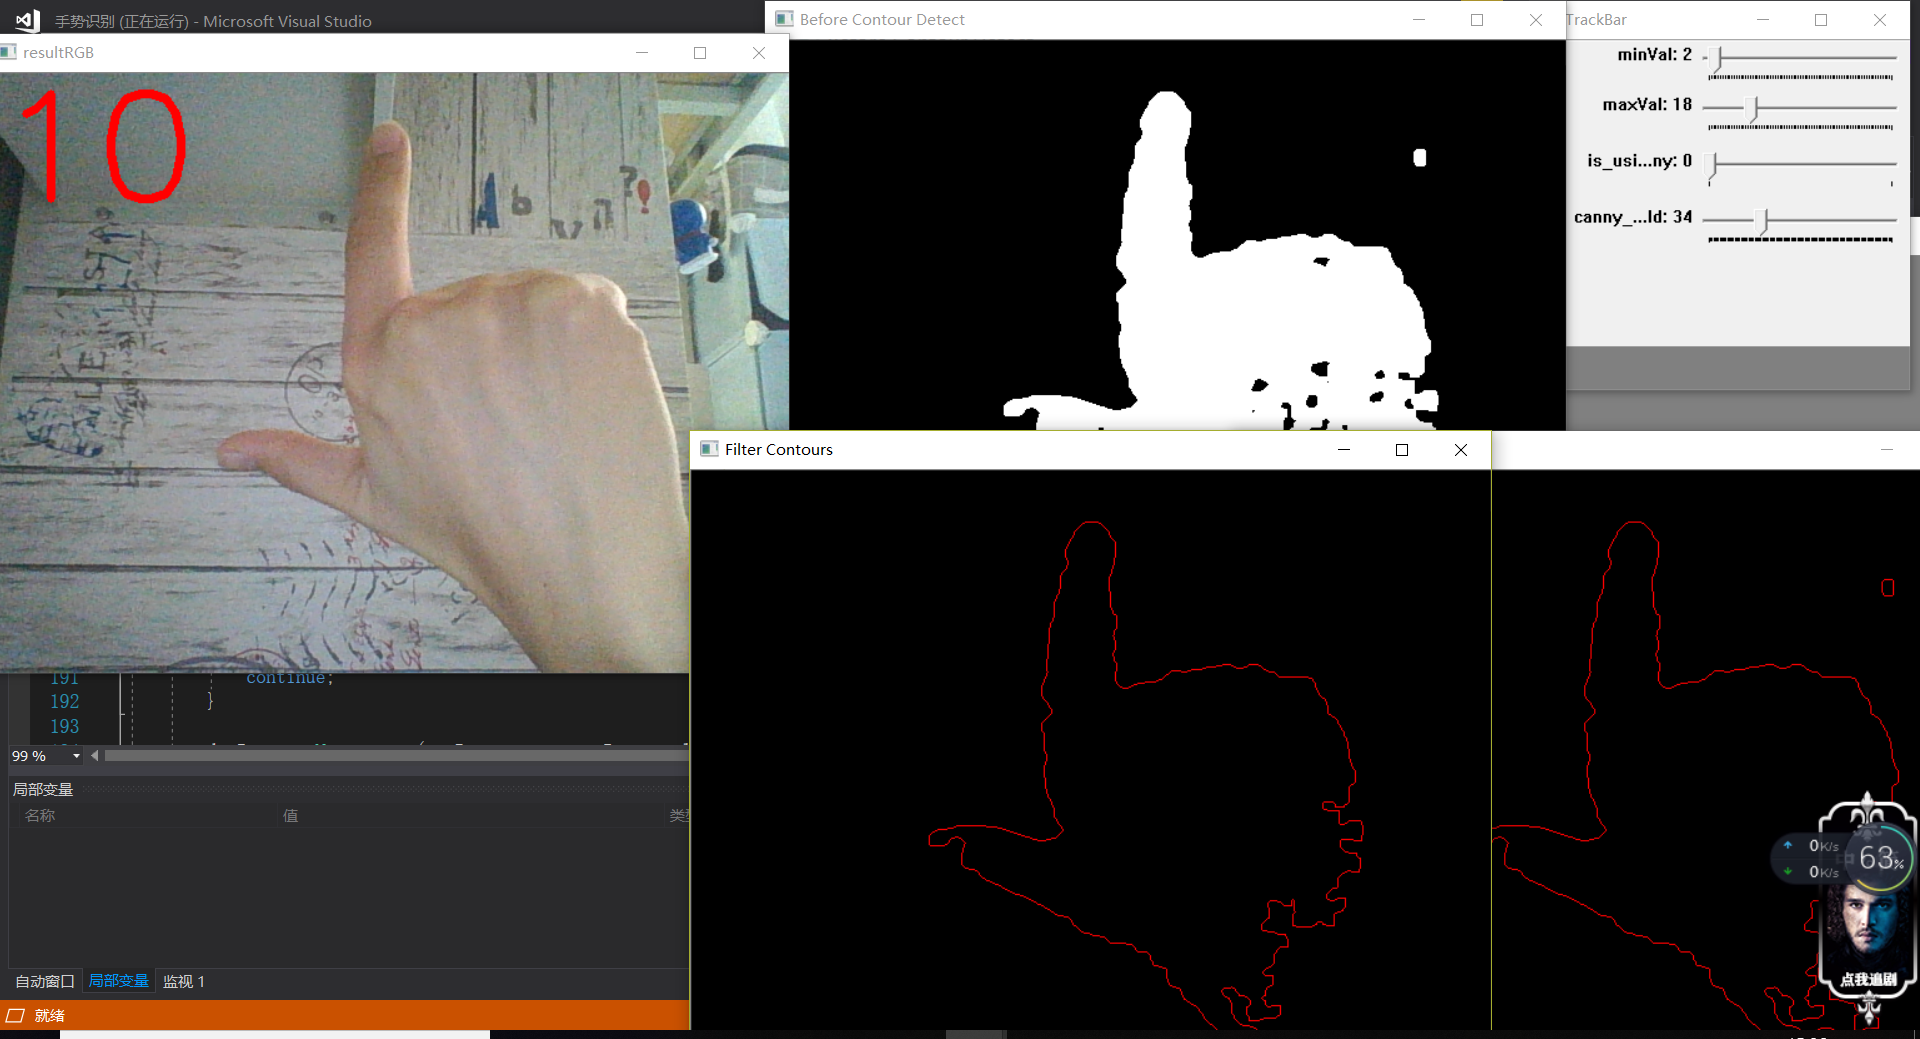 手势识别 (正在运行) - Microsoft Visual Studio
Before Contour Detect
TrackBar
resultRGB
minVal: 2
maxVal: 18
is_usi...ny: 0
canny_...ld: 34
10
A b
?!
Filter Contours
191 continue;
192 }
193
99 %
局部变量
名称 值
自动窗口 局部变量 监视 1
就绪
0K/s
0K/s
63%
点我追剧